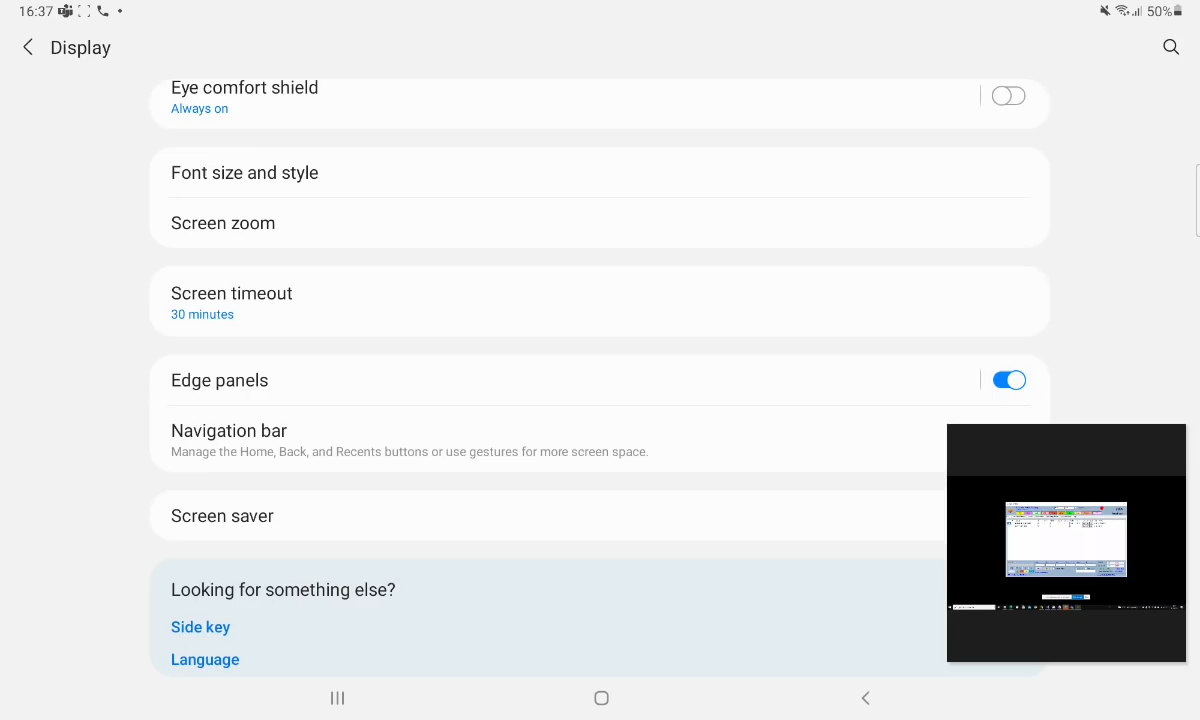 16:37
50%
Display
Eye comfort shield
Always on
Font size and style
Screen zoom
Screen timeout
30 minutes
Edge panels
Navigation bar
Manage the Home, Back, and Recents buttons or use gestures for more screen space.
Screen saver
Looking for something else?
Side key
Language